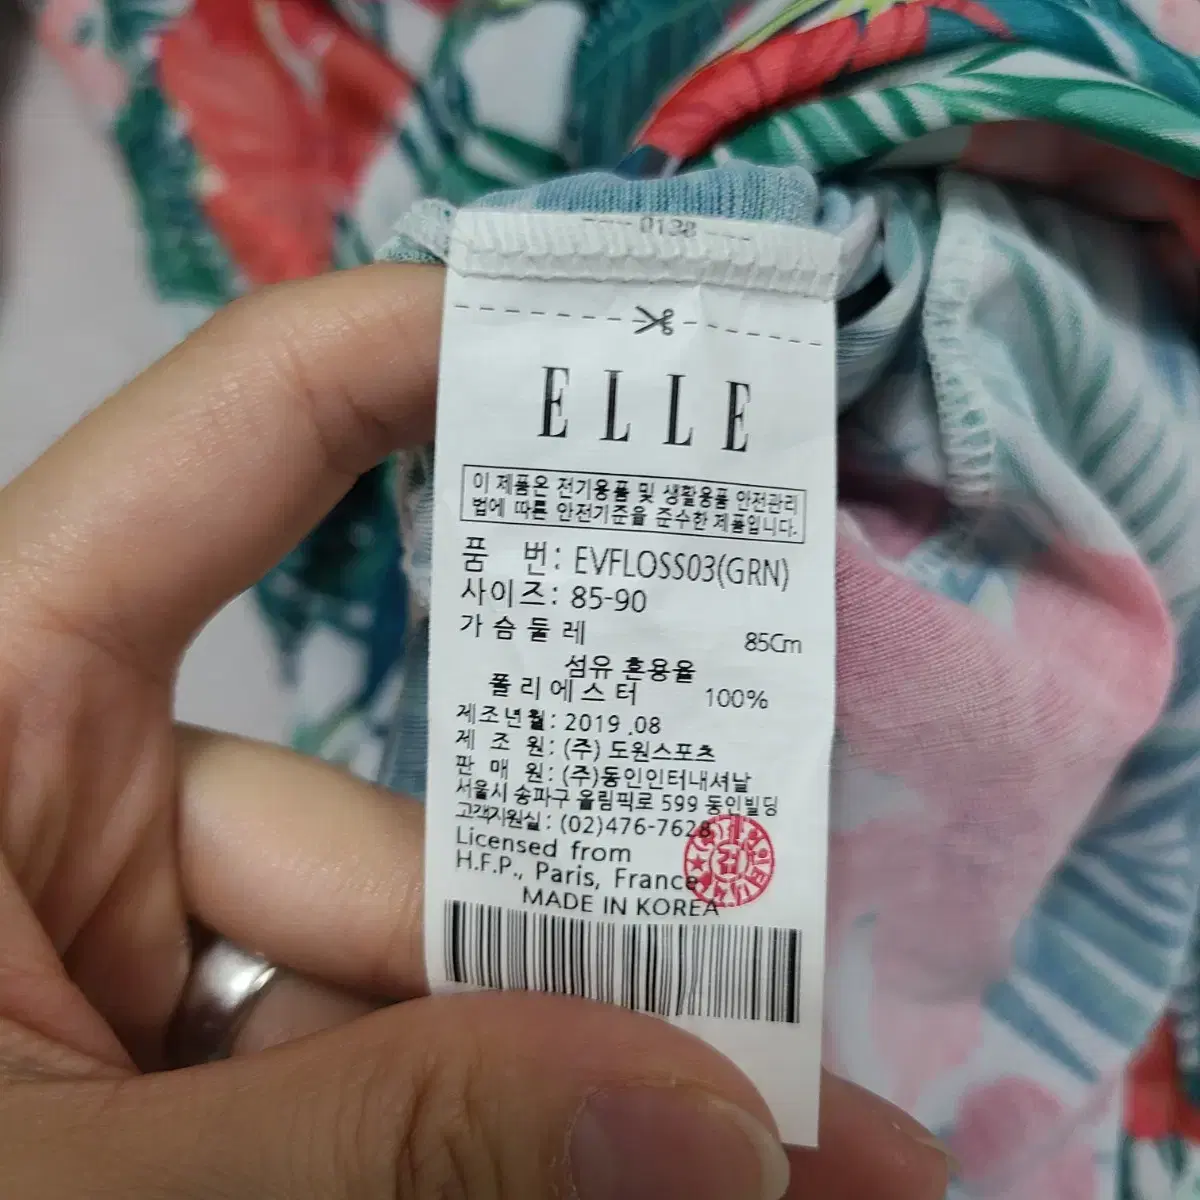 0138
ELLE
이 제품은 전기용품 및 생활용품 안전관리
법에 따른 안전기준을 준수한 제품입니다.
품 번: EVFLOSS03(GRN)
사이즈: 85-90
가슴둘레 85Cm
섬유 혼용율
폴리에스터 100%
제조년월: 2019 .08
제 조 원: (주) 도원스포츠
판 매 원: (주)동인인터내셔날
서울시 송파구 올림픽로 599 동인빌딩
고객지원실: (02)476-7628
Licensed from
H.F.P., Paris, France
MADE IN KOREA